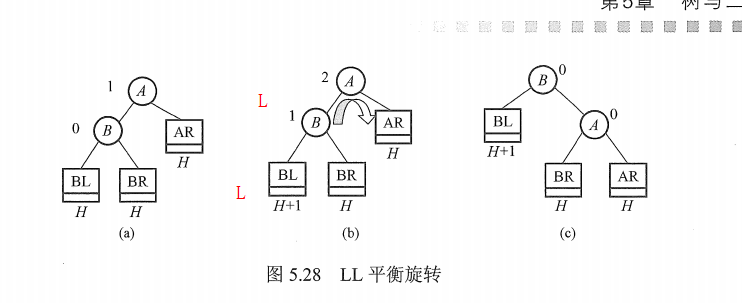 第5章 树与二
1 A
0 B AR
H
BL BR
H H
(a)
L
2 A
1 B AR
H
L
BL BR
H+1 H
(b)
B 0
BL A 0
H+1
BR AR
H H
(c)
图 5.28 LL 平衡旋转